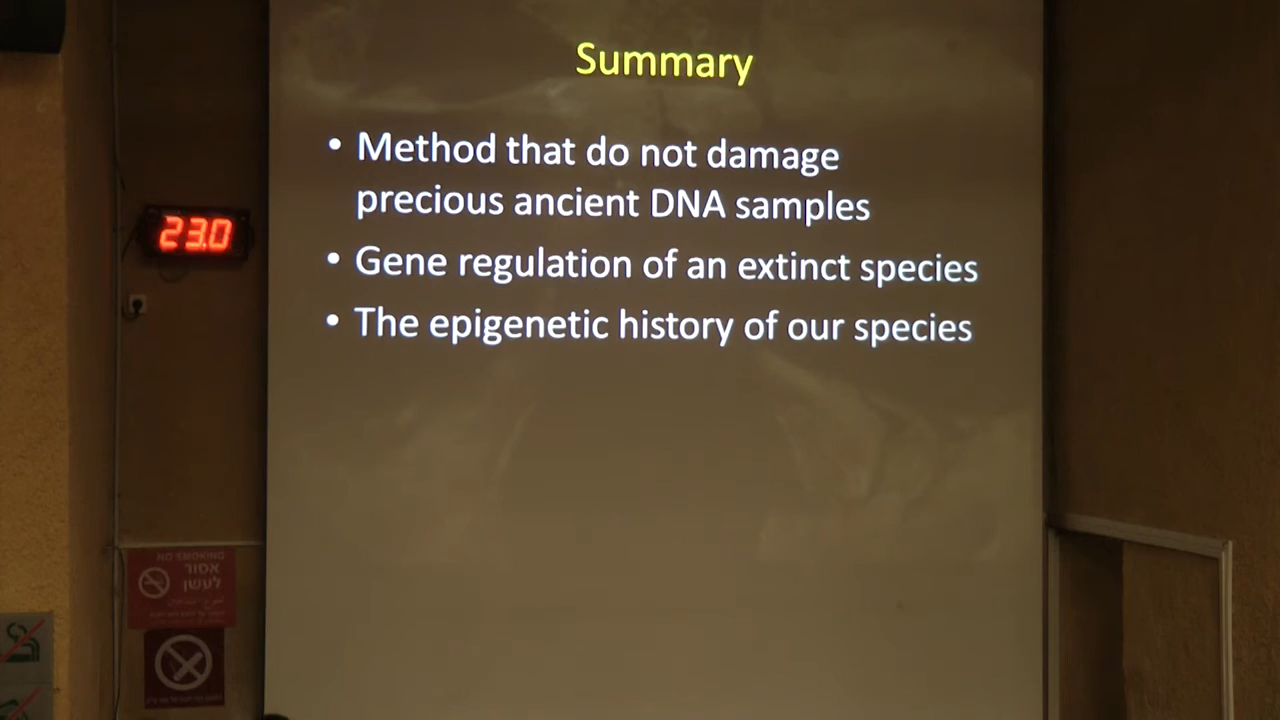 Summary
• Method that do not damage
precious ancient DNA samples
• Gene regulation of an extinct species
• The epigenetic history of our species
23.0
NO SMOKING
אסור
לעשן